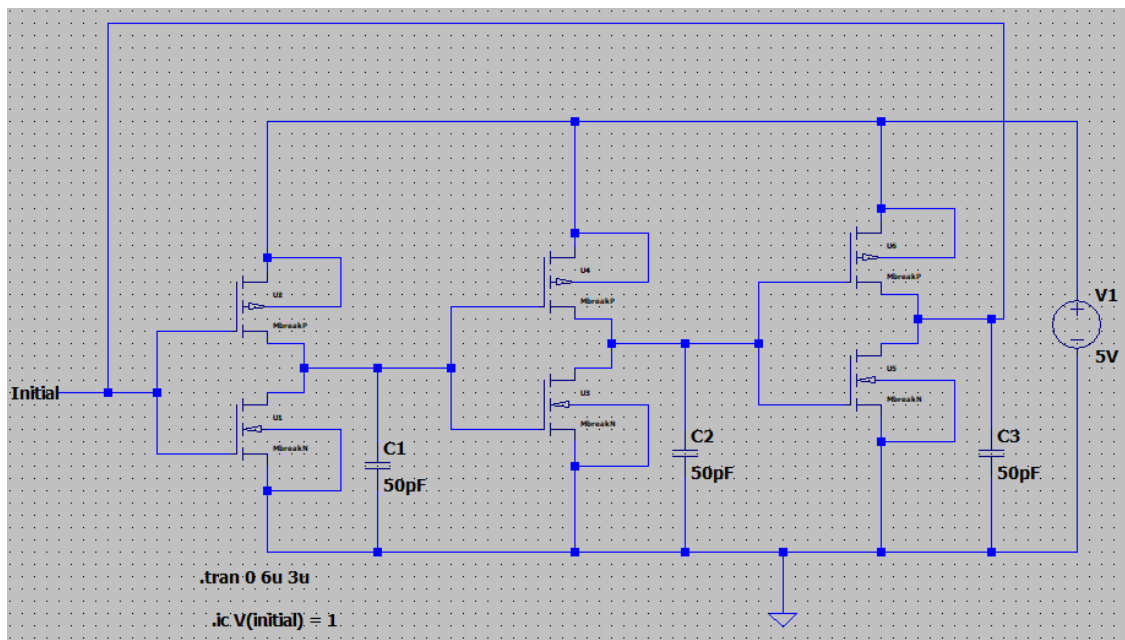 U6
MbreakP
V1
5V
U4
MbreakP
U2
MbreakP
U5
MbreakN
U3
MbreakN
Initial
U1
MbreakN
C1
50pF
C2
50pF
C3
50pF
.tran 0 6u 3u
.ic V(initial) = 1